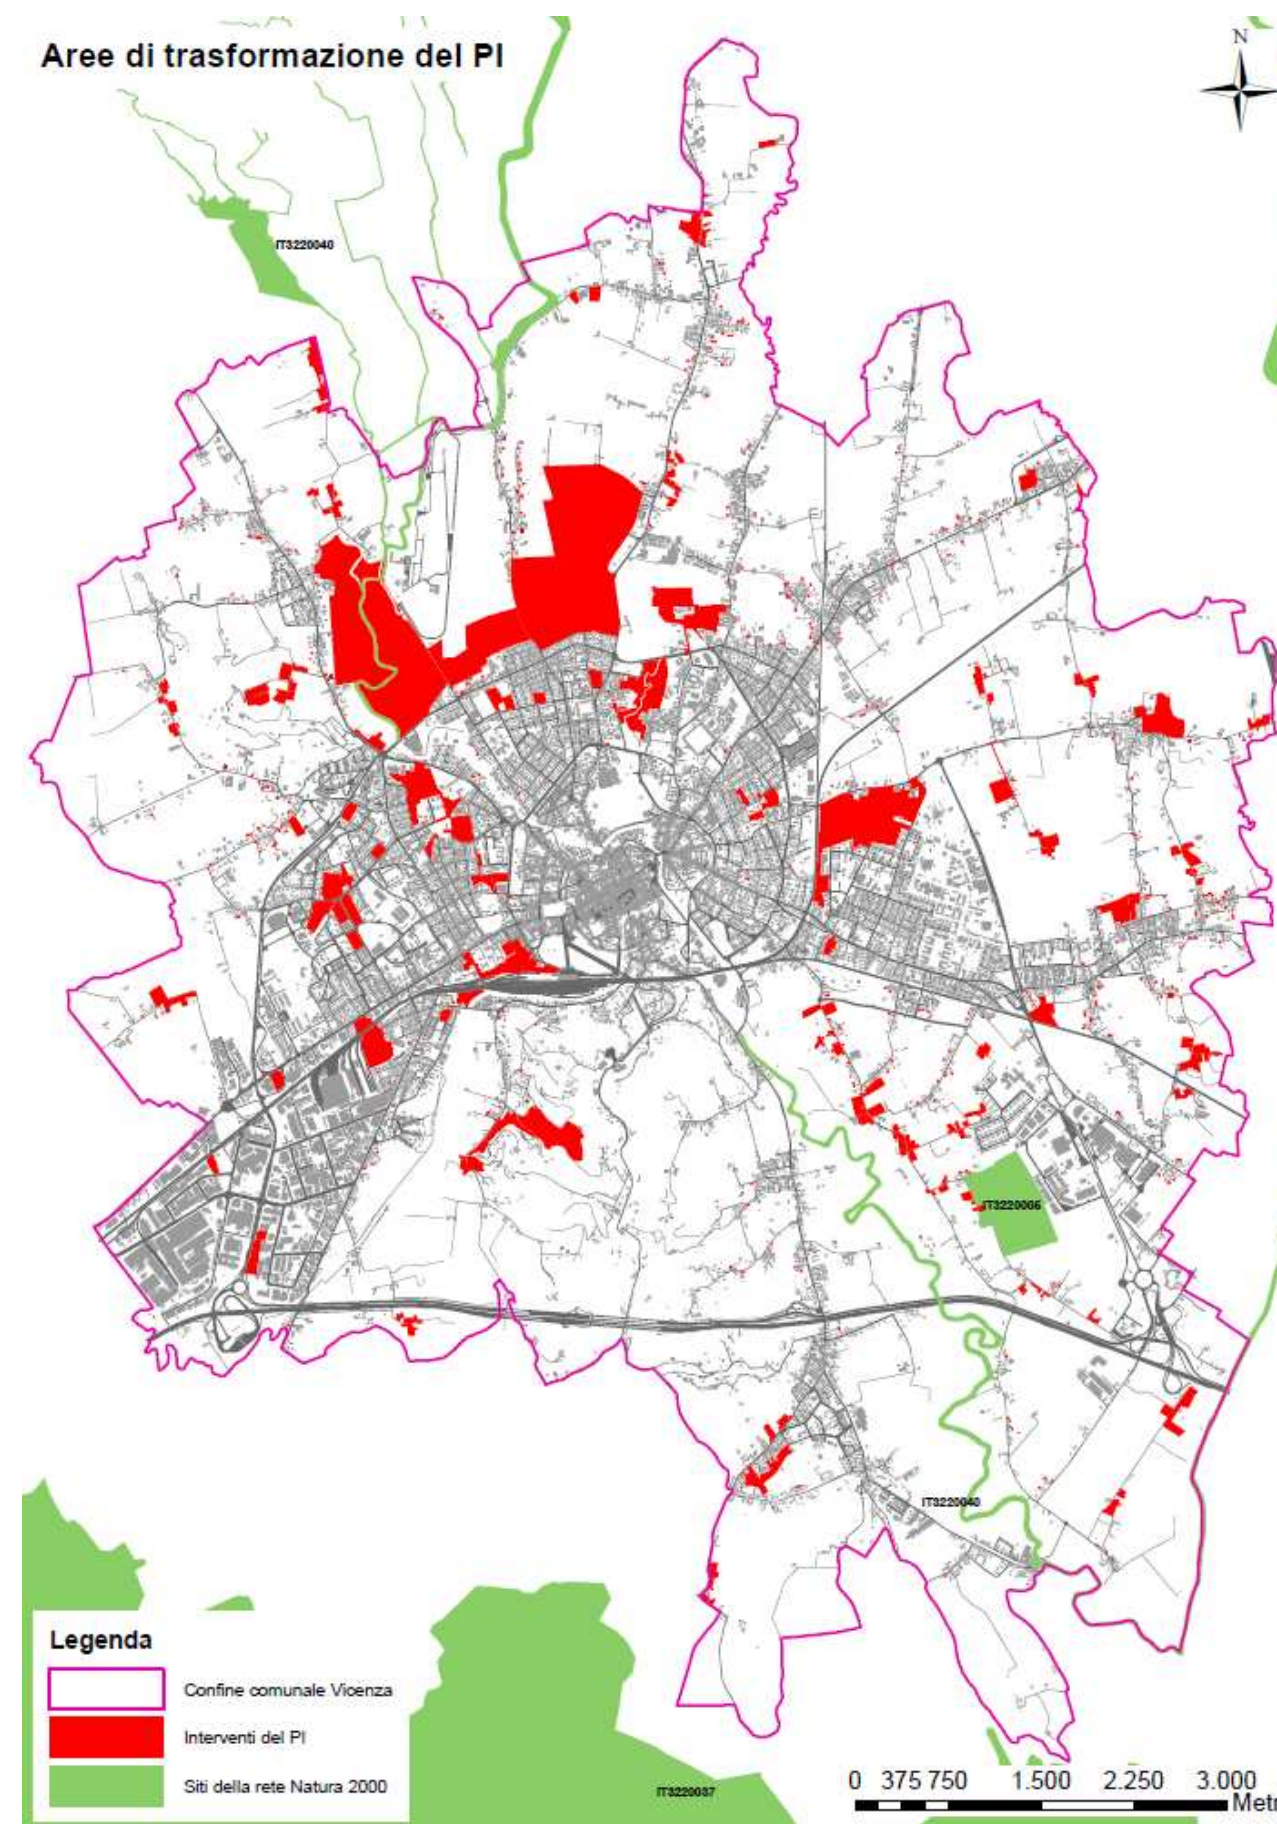 Aree di trasformazione del PI
N
IT3220040
IT3220005
IT3220040
Legenda
Confine comunale Vicenza
Interventi del PI
Siti della rete Natura 2000
IT3220037
0 375 750 1.500 2.250 3.000
Metri